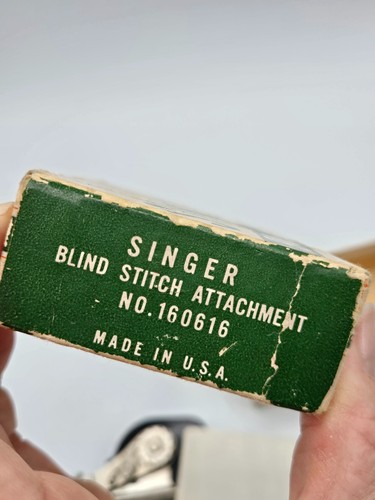 SINGER
BLIND STITCH ATTACHMENT
NO. 160616
MADE IN U.S.A.